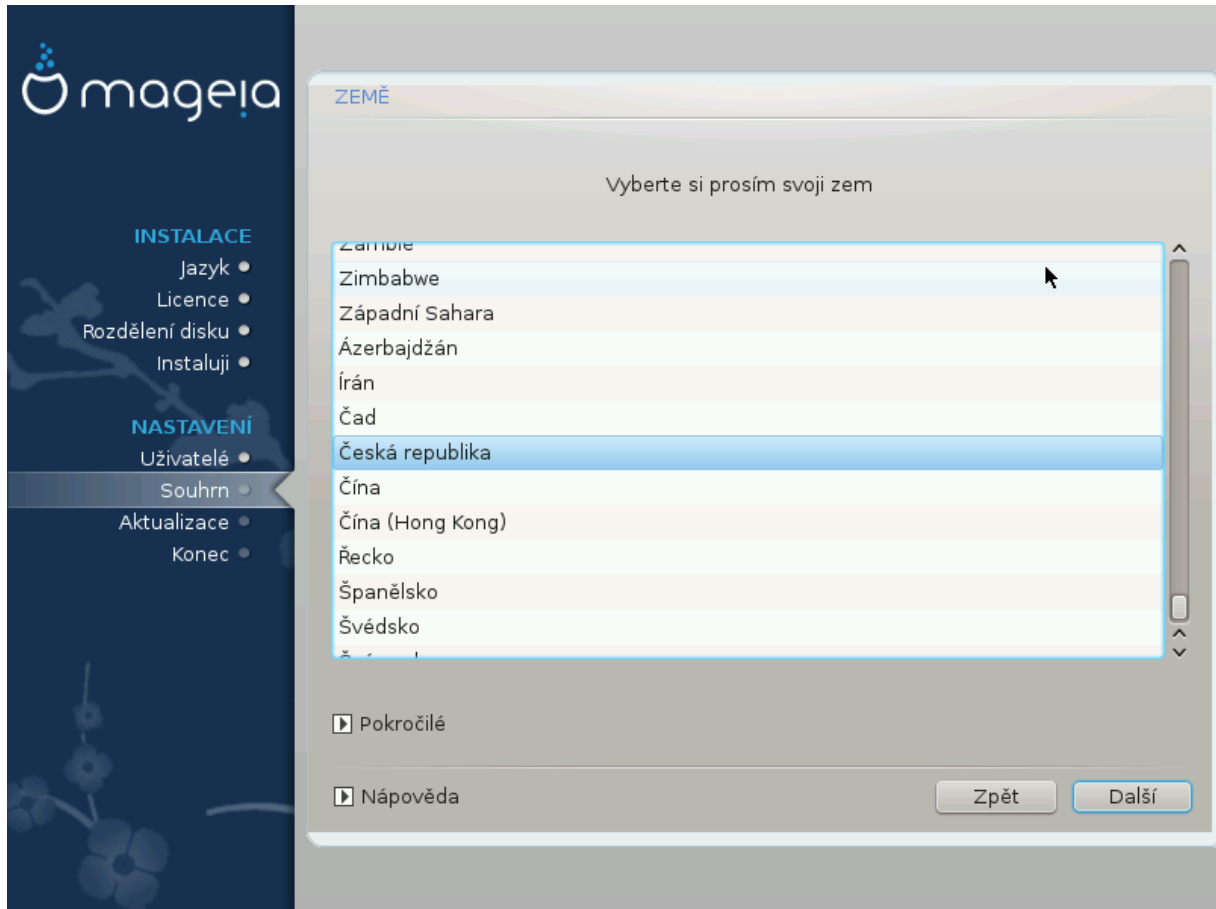 mageia
INSTALACE
Jazyk
Licence
Rozdělení disku
Instaluji
NASTAVENÍ
Uživatelé
Souhrn
Aktualizace
Konec
ZEMĚ
Vyberte si prosím svoji zem
Zambie
Zimbabwe
Západní Sahara
Ázerbajdžán
Írán
Čad
Česká republika
Čína
Čína (Hong Kong)
Řecko
Španělsko
Švédsko
Pokročilé
Nápověda
Zpět
Další